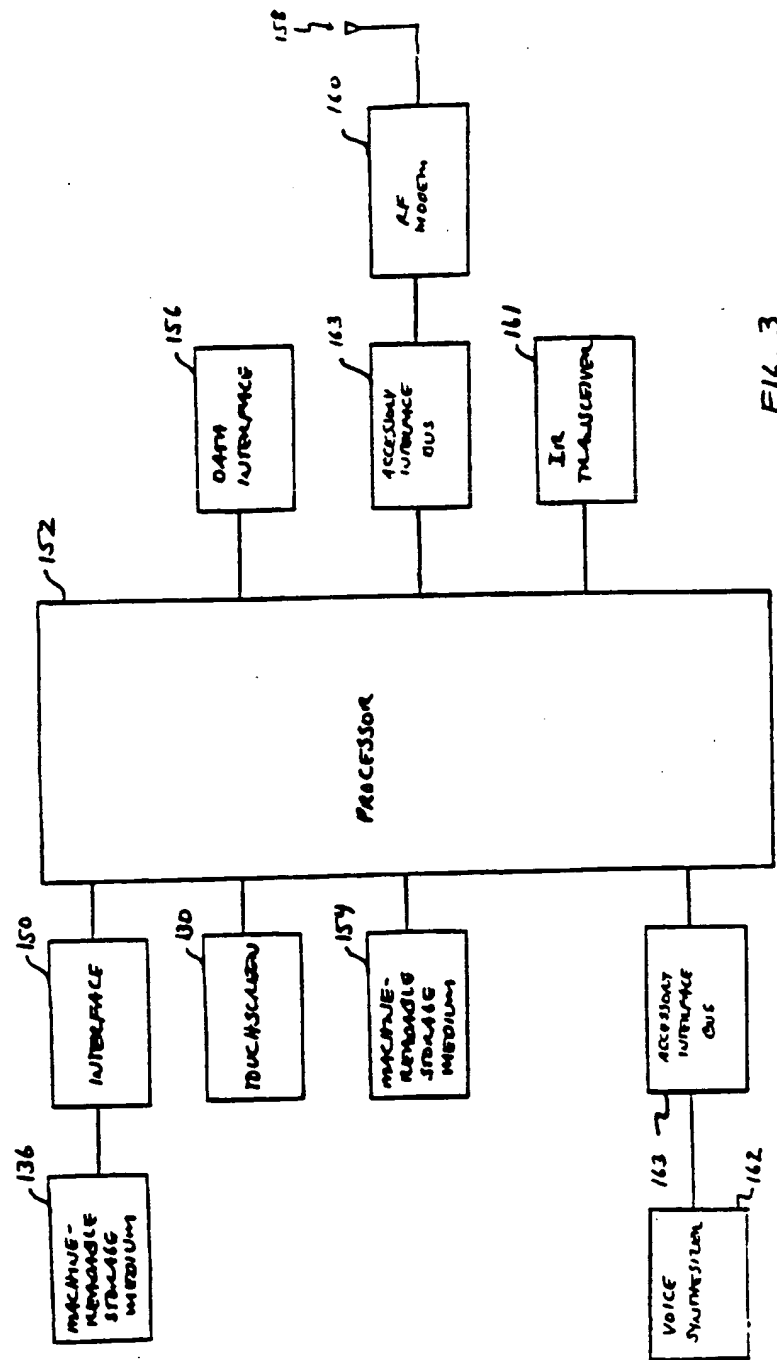 136
MACHINE-
READABLE
STORAGE
MEDIUM
150
INTERFACE
130
TOUCHSCREEN
154
MACHINE-
READABLE
STORAGE
MEDIUM
163
ACCESSORY
INTERFACE
BUS
162
VOICE
SYNTHESIZER
152
PROCESSOR
156
DATA
INTERFACE
163
ACCESSORY
INTERFACE
BUS
160
RF
MODEM
158
161
IR
TRANSCEIVER
FIG. 3